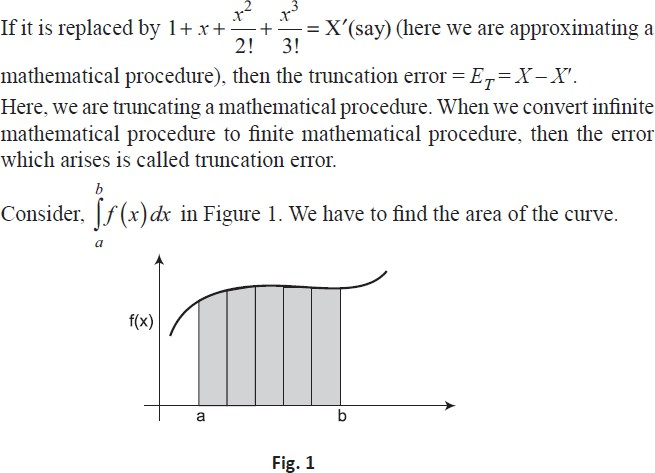 If it is replaced by 1 + x + x²/2! + x³/3! = X′(say) (here we are approximating a
mathematical procedure), then the truncation error = E_T = X – X′.
Here, we are truncating a mathematical procedure. When we convert infinite
mathematical procedure to finite mathematical procedure, then the error
which arises is called truncation error.
Consider, ∫_a^b f(x)dx in Figure 1. We have to find the area of the curve.
f(x)
a b
Fig. 1